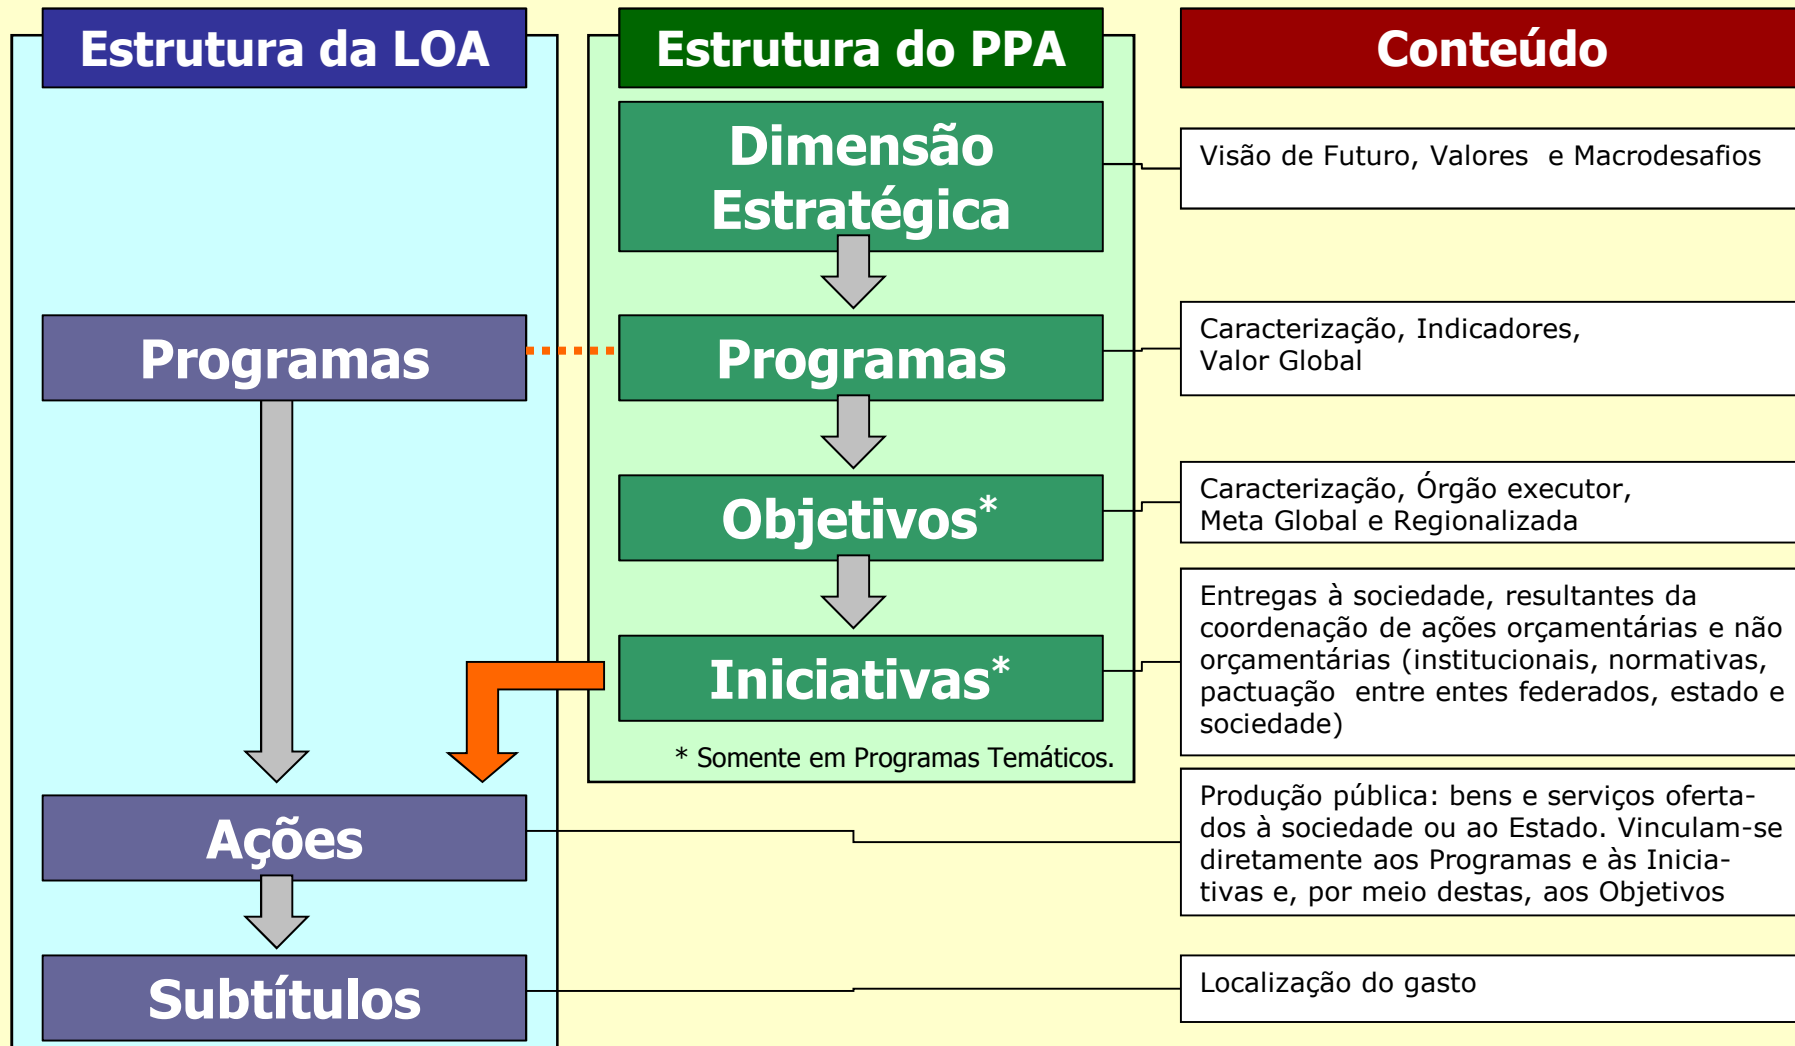 Estrutura da LOA
Estrutura do PPA
Conteúdo
Dimensão
Estratégica
Visão de Futuro, Valores e Macrodesafios
Programas
Programas
Caracterização, Indicadores,
Valor Global
Objetivos*
Caracterização, Órgão executor,
Meta Global e Regionalizada
Iniciativas*
Entregas à sociedade, resultantes da
coordenação de ações orçamentárias e não
orçamentárias (institucionais, normativas,
pactuação entre entes federados, estado e
sociedade)
* Somente em Programas Temáticos.
Ações
Produção pública: bens e serviços oferta-
dos à sociedade ou ao Estado. Vinculam-se
diretamente aos Programas e às Inicia-
tivas e, por meio destas, aos Objetivos
Subtítulos
Localização do gasto